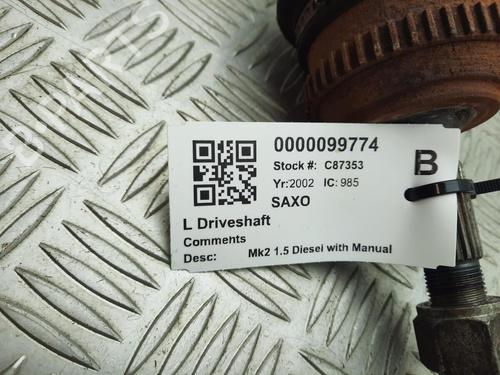 0000099774
Stock #: C87353
B
Yr:2002 IC: 985
SAXO
L Driveshaft
Comments
Desc: Mk2 1.5 Diesel with Manual